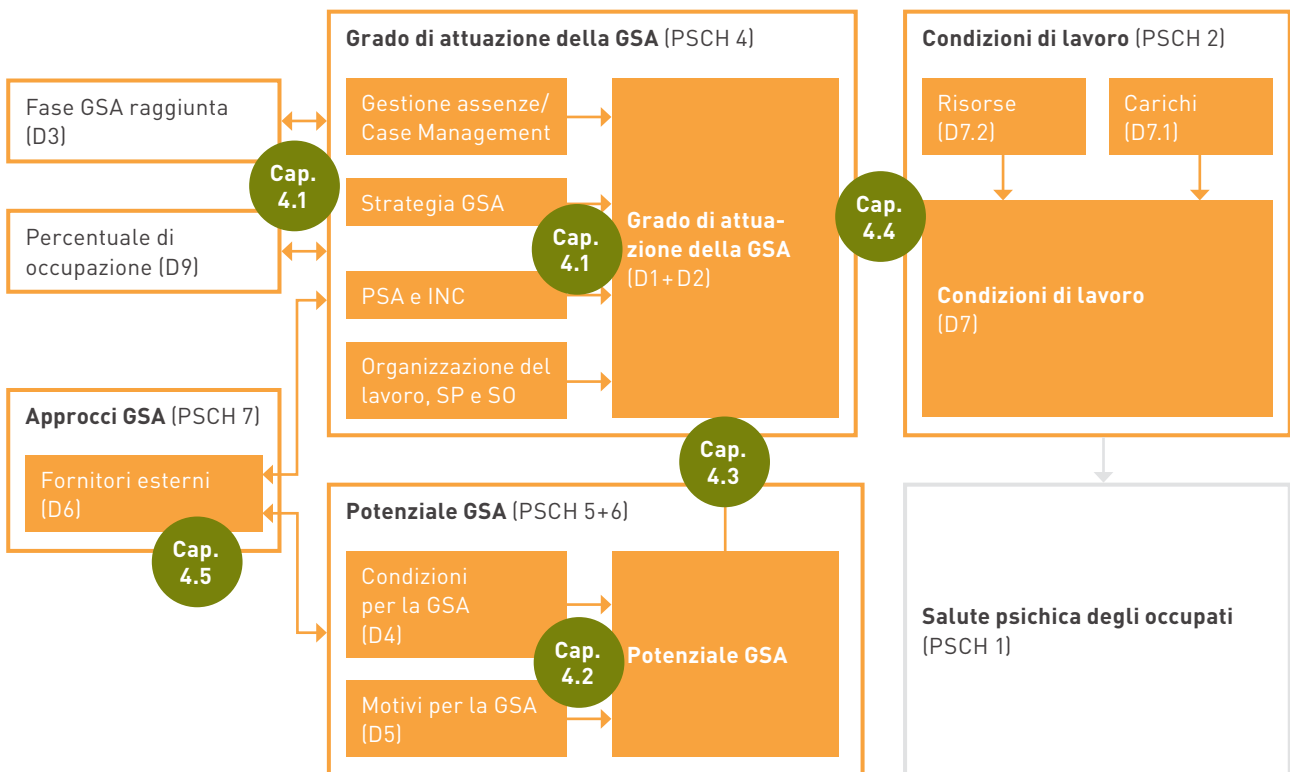 Fase GSA raggiunta
(D3)
Cap.
4.1
Percentuale di
occupazione (D9)
Approcci GSA (PSCH 7)
Fornitori esterni
(D6)
Cap.
4.5
Grado di attuazione della GSA (PSCH 4)
Gestione assenze/
Case Management
Strategia GSA
PSA e INC
Organizzazione del
lavoro, SP e SO
Cap.
4.1
Grado di attua-
zione della GSA
(D1+D2)
Cap.
4.3
Potenziale GSA (PSCH 5+6)
Condizioni
per la GSA
(D4)
Motivi per la GSA
(D5)
Cap.
4.2
Potenziale GSA
Cap.
4.4
Condizioni di lavoro (PSCH 2)
Risorse
(D7.2)
Carichi
(D7.1)
Condizioni di lavoro
(D7)
Salute psichica degli occupati
(PSCH 1)